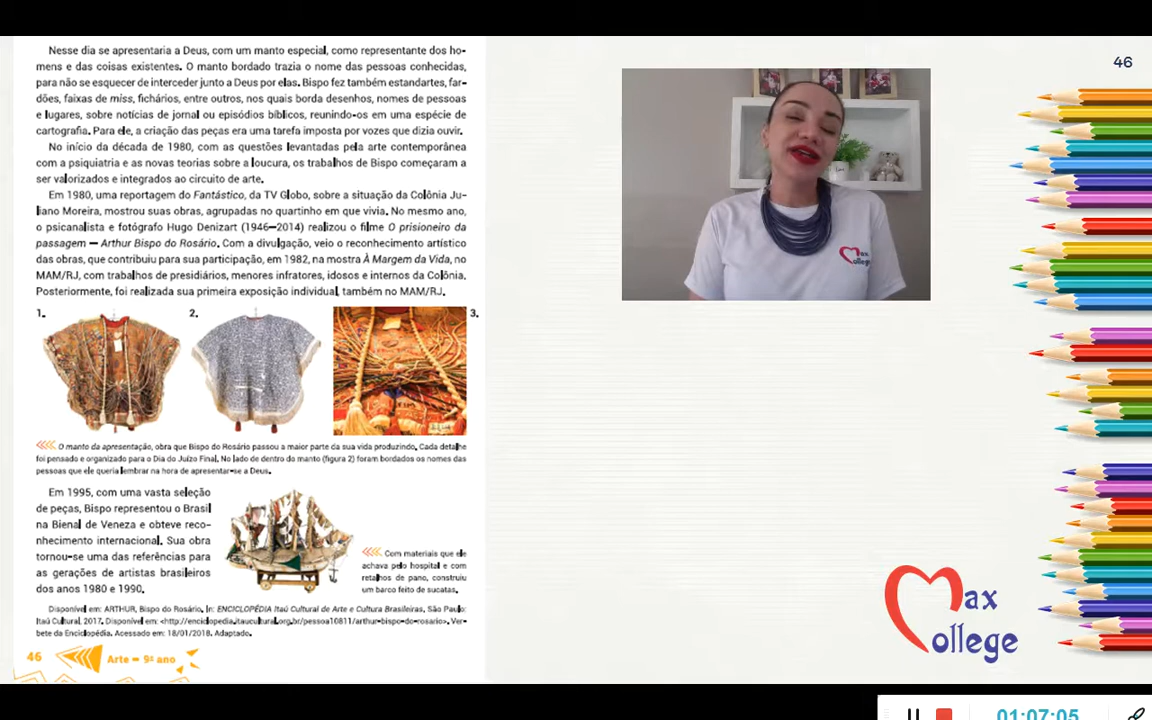 Nesse dia se apresentaria a Deus, com um manto especial, como representante dos ho-
mens e das coisas existentes. O manto bordado trazia o nome das pessoas conhecidas,
para não se esquecer de interceder junto a Deus por elas. Bispo fez também estandartes, far-
dões, faixas de miss, fichários, entre outros, nos quais borda desenhos, nomes de pessoas
e lugares, sobre notícias de jornal ou episódios bíblicos, reunindo-os em uma espécie de
cartografia. Para ele, a criação das peças era uma tarefa imposta por vozes que dizia ouvir.
No início da década de 1980, com as questões levantadas pela arte contemporânea
com a psiquiatria e as novas teorias sobre a loucura, os trabalhos de Bispo começaram a
ser valorizados e integrados ao circuito de arte.
Em 1980, uma reportagem do Fantástico, da TV Globo, sobre a situação da Colônia Ju-
liano Moreira, mostrou suas obras, agrupadas no quartinho em que vivia. No mesmo ano,
o psicanalista e fotógrafo Hugo Denizart (1946—2014) realizou o filme O prisioneiro da
passagem — Arthur Bispo do Rosário. Com a divulgação, veio o reconhecimento artístico
das obras, que contribuiu para sua participação, em 1982, na mostra À Margem da Vida, no
MAM/RJ, com trabalhos de presidiários, menores infratores, idosos e internos da Colônia.
Posteriormente, foi realizada sua primeira exposição individual, também no MAM/RJ.
1. 2. 3.
O manto da apresentação, obra que Bispo do Rosário passou a maior parte da sua vida produzindo. Cada detalhe
foi pensado e organizado para o Dia do Juízo Final. No lado de dentro do manto (figura 2) foram bordados os nomes das
pessoas que ele queria lembrar na hora de apresentar-se a Deus.
Em 1995, com uma vasta seleção
de peças, Bispo representou o Brasil
na Bienal de Veneza e obteve reco-
nhecimento internacional. Sua obra
tornou-se uma das referências para
as gerações de artistas brasileiros
dos anos 1980 e 1990.
Com materiais que ele
achava pelo hospital e com
retalhos de pano, construiu
um barco feito de sucatas.
Disponível em: ARTHUR, Bispo do Rosário. In: ENCICLOPÉDIA Itaú Cultural de Arte e Cultura Brasileiras. São Paulo:
Itaú Cultural, 2017. Disponível em: <http://enciclopedia.itaucultural.org.br/pessoa10811/arthur-bispo-do-rosario>. Ver-
bete da Enciclopédia. Acessado em: 18/01/2018. Adaptado.
46 Arte — 9º ano
46
Max
College
Max
College
01:07:05